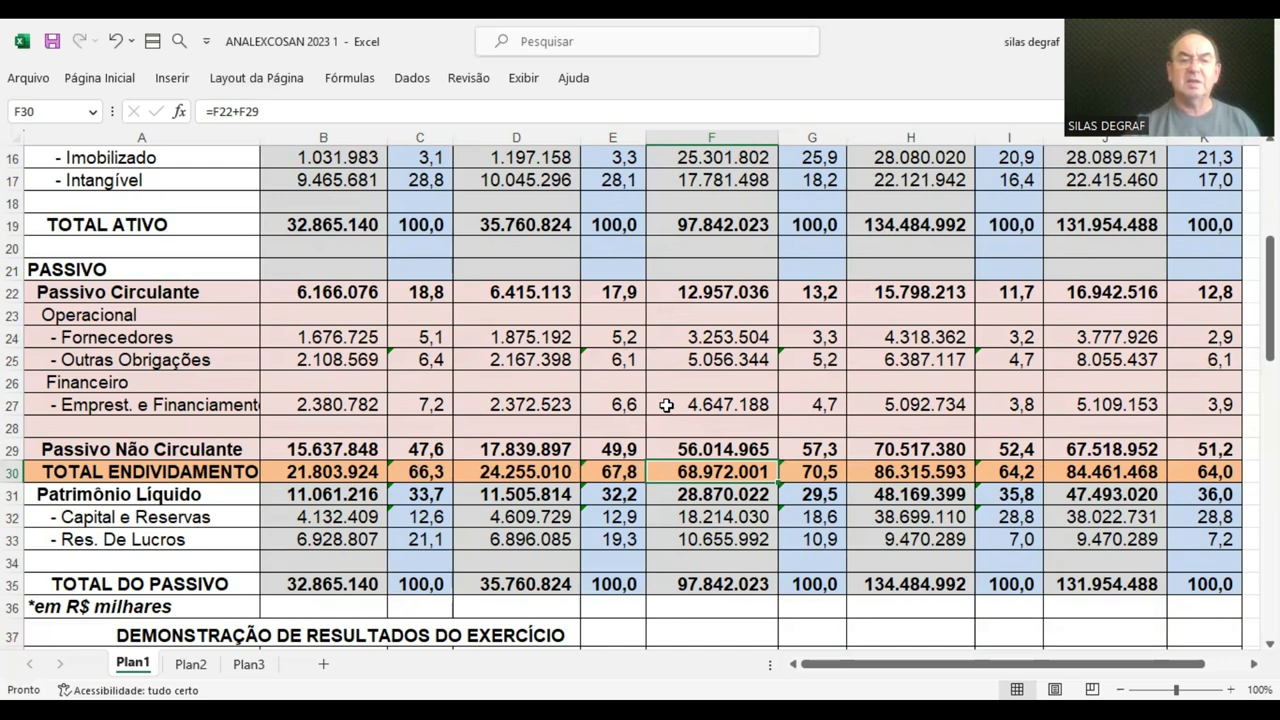 ANALEXCOSAN 2023 1 - Excel
Pesquisar
silas degraf
Arquivo Página Inicial Inserir Layout da Página Fórmulas Dados Revisão Exibir Ajuda
SILAS DEGRAF
F30 fx =F22+F29
A B C D E F G H I J K
16 - Imobilizado 1.031.983 3,1 1.197.158 3,3 25.301.802 25,9 28.080.020 20,9 28.089.671 21,3
17 - Intangível 9.465.681 28,8 10.045.296 28,1 17.781.498 18,2 22.121.942 16,4 22.415.460 17,0
18
19 TOTAL ATIVO 32.865.140 100,0 35.760.824 100,0 97.842.023 100,0 134.484.992 100,0 131.954.488 100,0
20
21 PASSIVO
22 Passivo Circulante 6.166.076 18,8 6.415.113 17,9 12.957.036 13,2 15.798.213 11,7 16.942.516 12,8
23 Operacional
24 - Fornecedores 1.676.725 5,1 1.875.192 5,2 3.253.504 3,3 4.318.362 3,2 3.777.926 2,9
25 - Outras Obrigações 2.108.569 6,4 2.167.398 6,1 5.056.344 5,2 6.387.117 4,7 8.055.437 6,1
26 Financeiro
27 - Emprest. e Financiament 2.380.782 7,2 2.372.523 6,6 4.647.188 4,7 5.092.734 3,8 5.109.153 3,9
28
29 Passivo Não Circulante 15.637.848 47,6 17.839.897 49,9 56.014.965 57,3 70.517.380 52,4 67.518.952 51,2
30 TOTAL ENDIVIDAMENTO 21.803.924 66,3 24.255.010 67,8 68.972.001 70,5 86.315.593 64,2 84.461.468 64,0
31 Patrimônio Líquido 11.061.216 33,7 11.505.814 32,2 28.870.022 29,5 48.169.399 35,8 47.493.020 36,0
32 - Capital e Reservas 4.132.409 12,6 4.609.729 12,9 18.214.030 18,6 38.699.110 28,8 38.022.731 28,8
33 - Res. De Lucros 6.928.807 21,1 6.896.085 19,3 10.655.992 10,9 9.470.289 7,0 9.470.289 7,2
34
35 TOTAL DO PASSIVO 32.865.140 100,0 35.760.824 100,0 97.842.023 100,0 134.484.992 100,0 131.954.488 100,0
36 *em R$ milhares
37 DEMONSTRAÇÃO DE RESULTADOS DO EXERCÍCIO
Plan1 Plan2 Plan3
Pronto Acessibilidade: tudo certo 100%